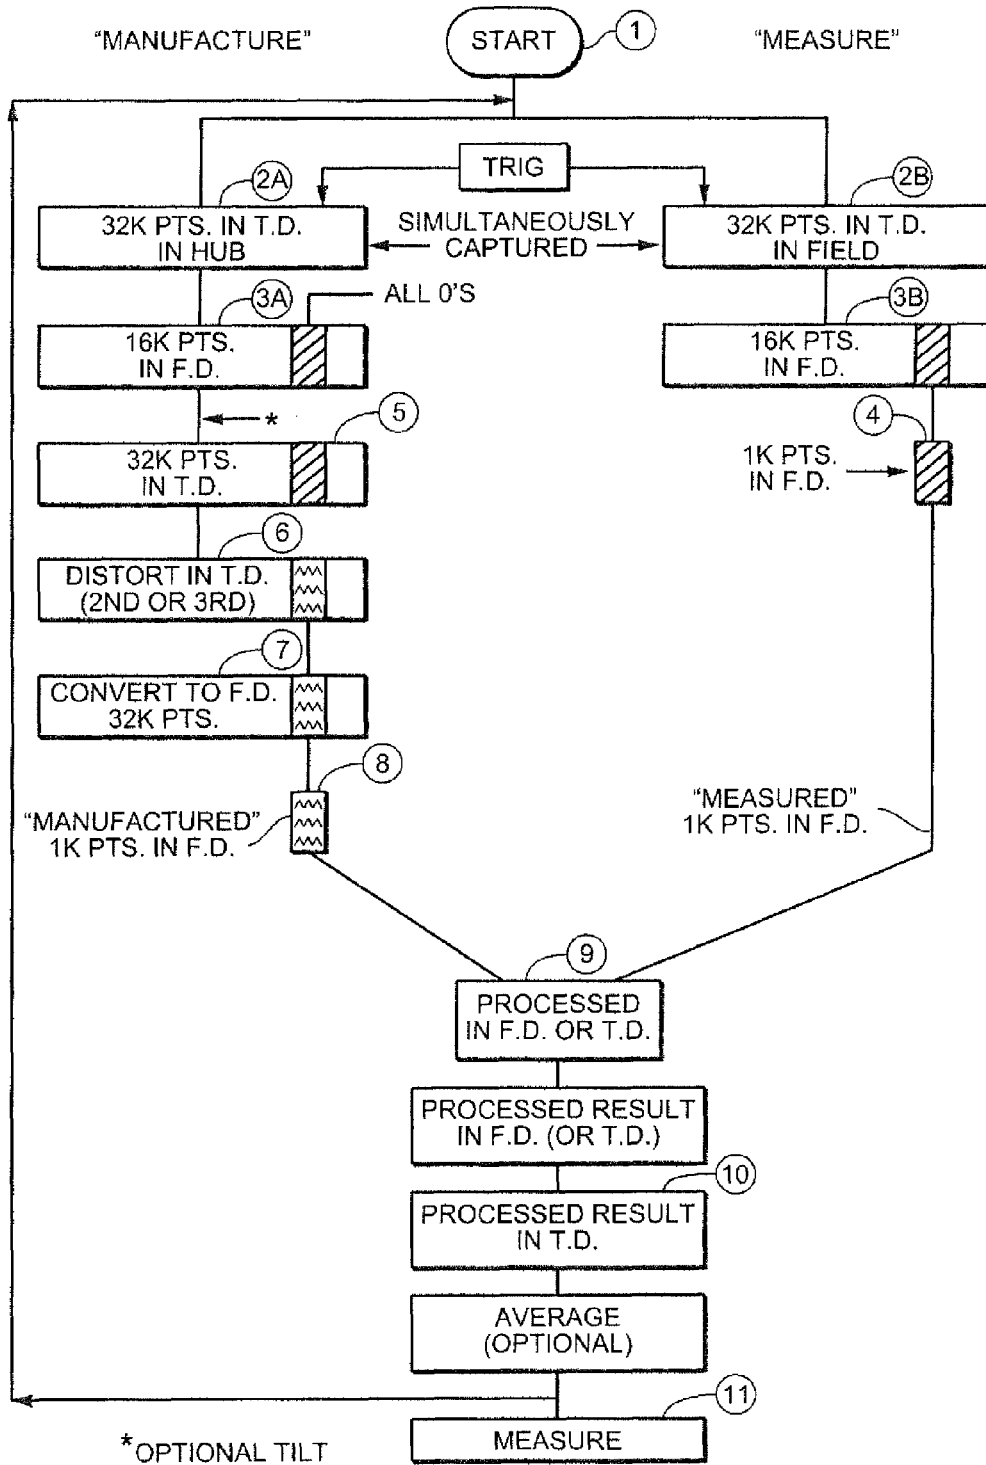 "MANUFACTURE"
START
1
"MEASURE"
TRIG
2A
2B
32K PTS. IN T.D.
IN HUB
SIMULTANEOUSLY
CAPTURED
32K PTS. IN T.D.
IN FIELD
3A
ALL 0'S
3B
16K PTS.
IN F.D.
16K PTS.
IN F.D.
*
5
4
32K PTS.
IN T.D.
1K PTS.
IN F.D.
6
DISTORT IN T.D.
(2ND OR 3RD)
7
CONVERT TO F.D.
32K PTS.
8
"MANUFACTURED"
1K PTS. IN F.D.
"MEASURED"
1K PTS. IN F.D.
9
PROCESSED
IN F.D. OR T.D.
PROCESSED RESULT
IN F.D. (OR T.D.)
10
PROCESSED RESULT
IN T.D.
AVERAGE
(OPTIONAL)
11
MEASURE
*OPTIONAL TILT